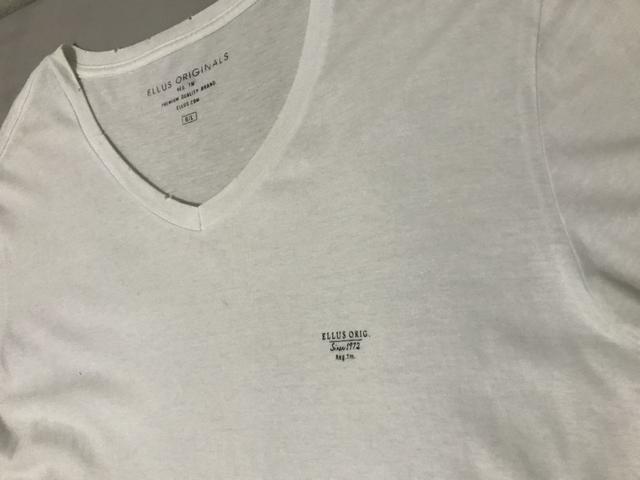 ELLUS ORIGINALS
REG. TM
PREMIUM QUALITY BRAND.
ELLUS.COM
G/L
ELLUS ORIG.
Since 1972
Reg.Tm.